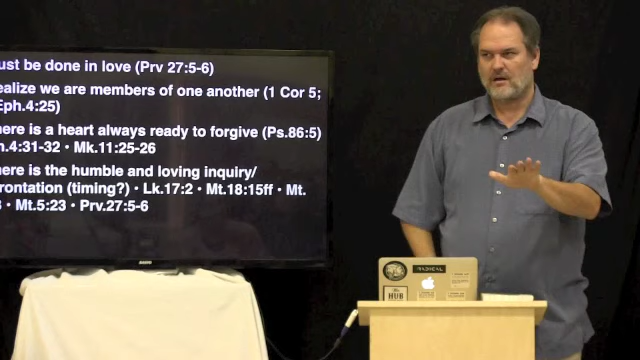 ust be done in love (Prv 27:5-6)
ealize we are members of one another (1 Cor 5;
Eph.4:25)
here is a heart always ready to forgive (Ps.86:5)
h.4:31-32 • Mk.11:25-26
here is the humble and loving inquiry/
rontation (timing?) • Lk.17:2 • Mt.18:15ff • Mt.
• Mt.5:23 • Prv.27:5-6
RADICAL